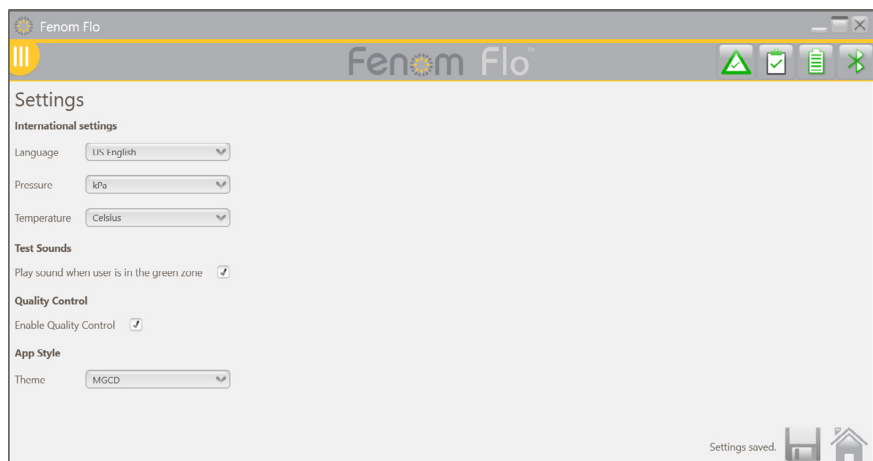 Fenom Flo
Fenom Flo™
Settings
International settings
Language US English
Pressure kPa
Temperature Celsius
Test Sounds
Play sound when user is in the green zone
Quality Control
Enable Quality Control
App Style
Theme MGCD
Settings saved.